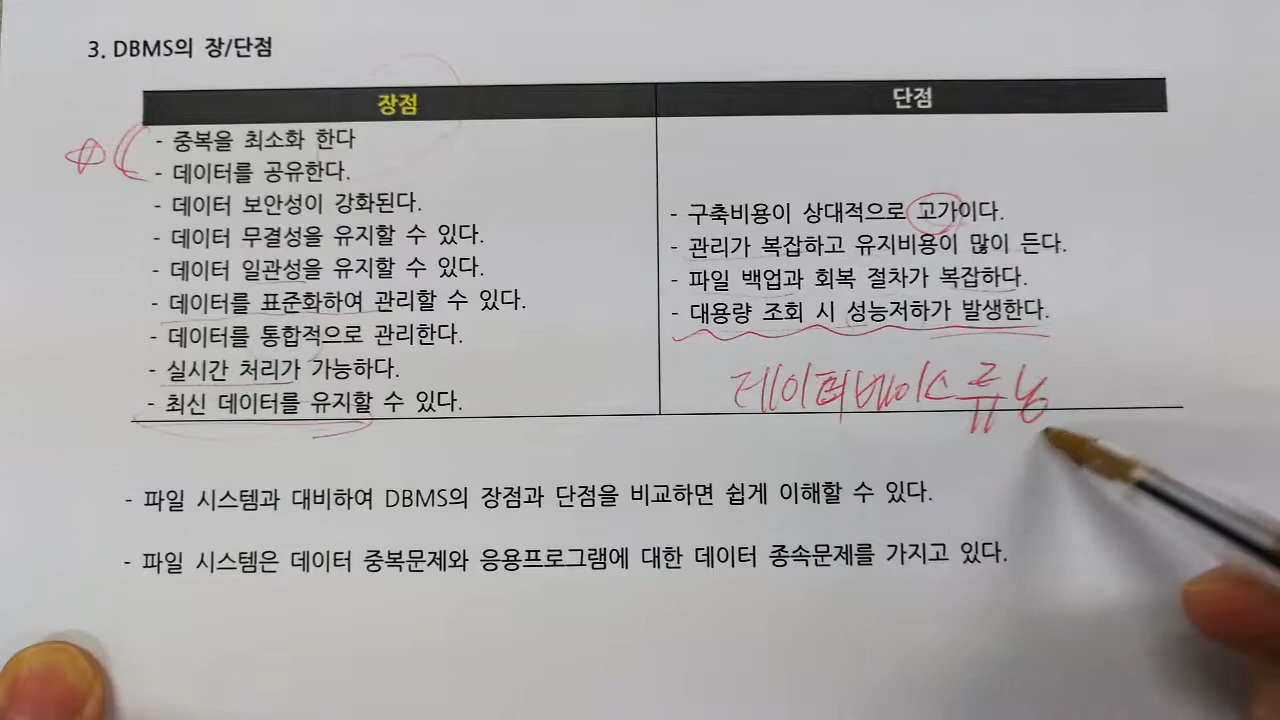 3. DBMS의 장/단점
장점
- 중복을 최소화 한다
- 데이터를 공유한다.
- 데이터 보안성이 강화된다.
- 데이터 무결성을 유지할 수 있다.
- 데이터 일관성을 유지할 수 있다.
- 데이터를 표준화하여 관리할 수 있다.
- 데이터를 통합적으로 관리한다.
- 실시간 처리가 가능하다.
- 최신 데이터를 유지할 수 있다.
단점
- 구축비용이 상대적으로 고가이다.
- 관리가 복잡하고 유지비용이 많이 든다.
- 파일 백업과 회복 절차가 복잡하다.
- 대용량 조회 시 성능저하가 발생한다.
데이터베이스 튜닝
- 파일 시스템과 대비하여 DBMS의 장점과 단점을 비교하면 쉽게 이해할 수 있다.
- 파일 시스템은 데이터 중복문제와 응용프로그램에 대한 데이터 종속문제를 가지고 있다.